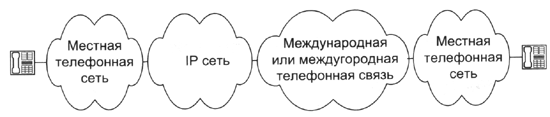 Местная
телефонная
сеть
IP сеть
Международная
или междугородная
телефонная связь
Местная
телефонная
сеть